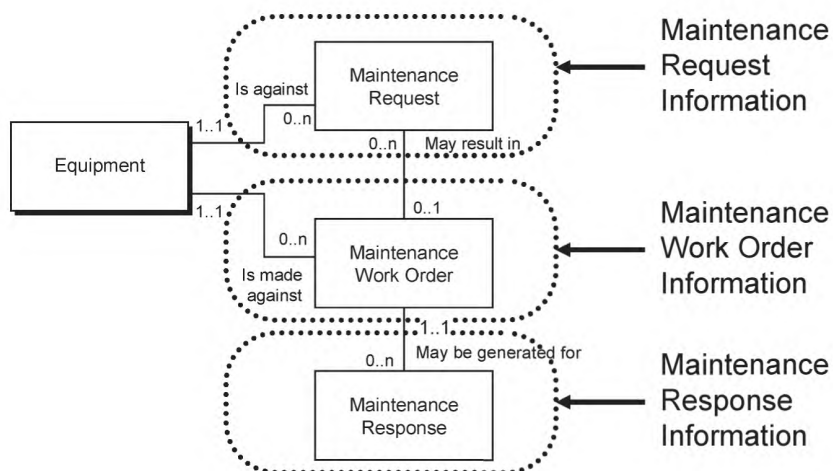 Maintenance
Request
Is against
1..1
0..n
Maintenance
Request
Information
Equipment
0..n
May result in
1..1
0..1
0..n
Maintenance
Work Order
Is made
against
Maintenance
Work Order
Information
1..1
May be generated for
0..n
Maintenance
Response
Maintenance
Response
Information